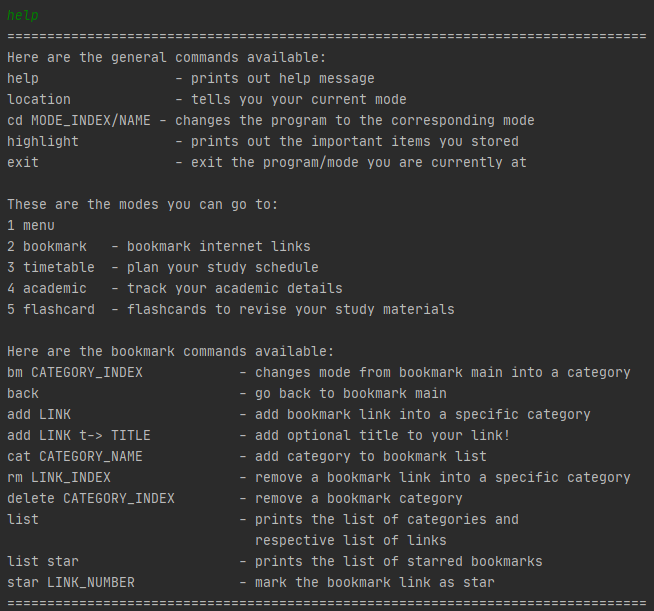 help
================================================================================
Here are the general commands available:
help                 - prints out help message
location             - tells you your current mode
cd MODE_INDEX/NAME - changes the program to the corresponding mode
highlight            - prints out the important items you stored
exit                 - exit the program/mode you are currently at

These are the modes you can go to:
1 menu
2 bookmark   - bookmark internet links
3 timetable  - plan your study schedule
4 academic   - track your academic details
5 flashcard  - flashcards to revise your study materials

Here are the bookmark commands available:
bm CATEGORY_INDEX            - changes mode from bookmark main into a category
back                         - go back to bookmark main
add LINK                     - add bookmark link into a specific category
add LINK t-> TITLE           - add optional title to your link!
cat CATEGORY_NAME            - add category to bookmark list
rm LINK_INDEX                - remove a bookmark link into a specific category
delete CATEGORY_INDEX        - remove a bookmark category
list                         - prints the list of categories and
                               respective list of links
list star                    - prints the list of starred bookmarks
star LINK_NUMBER             - mark the bookmark link as star
================================================================================